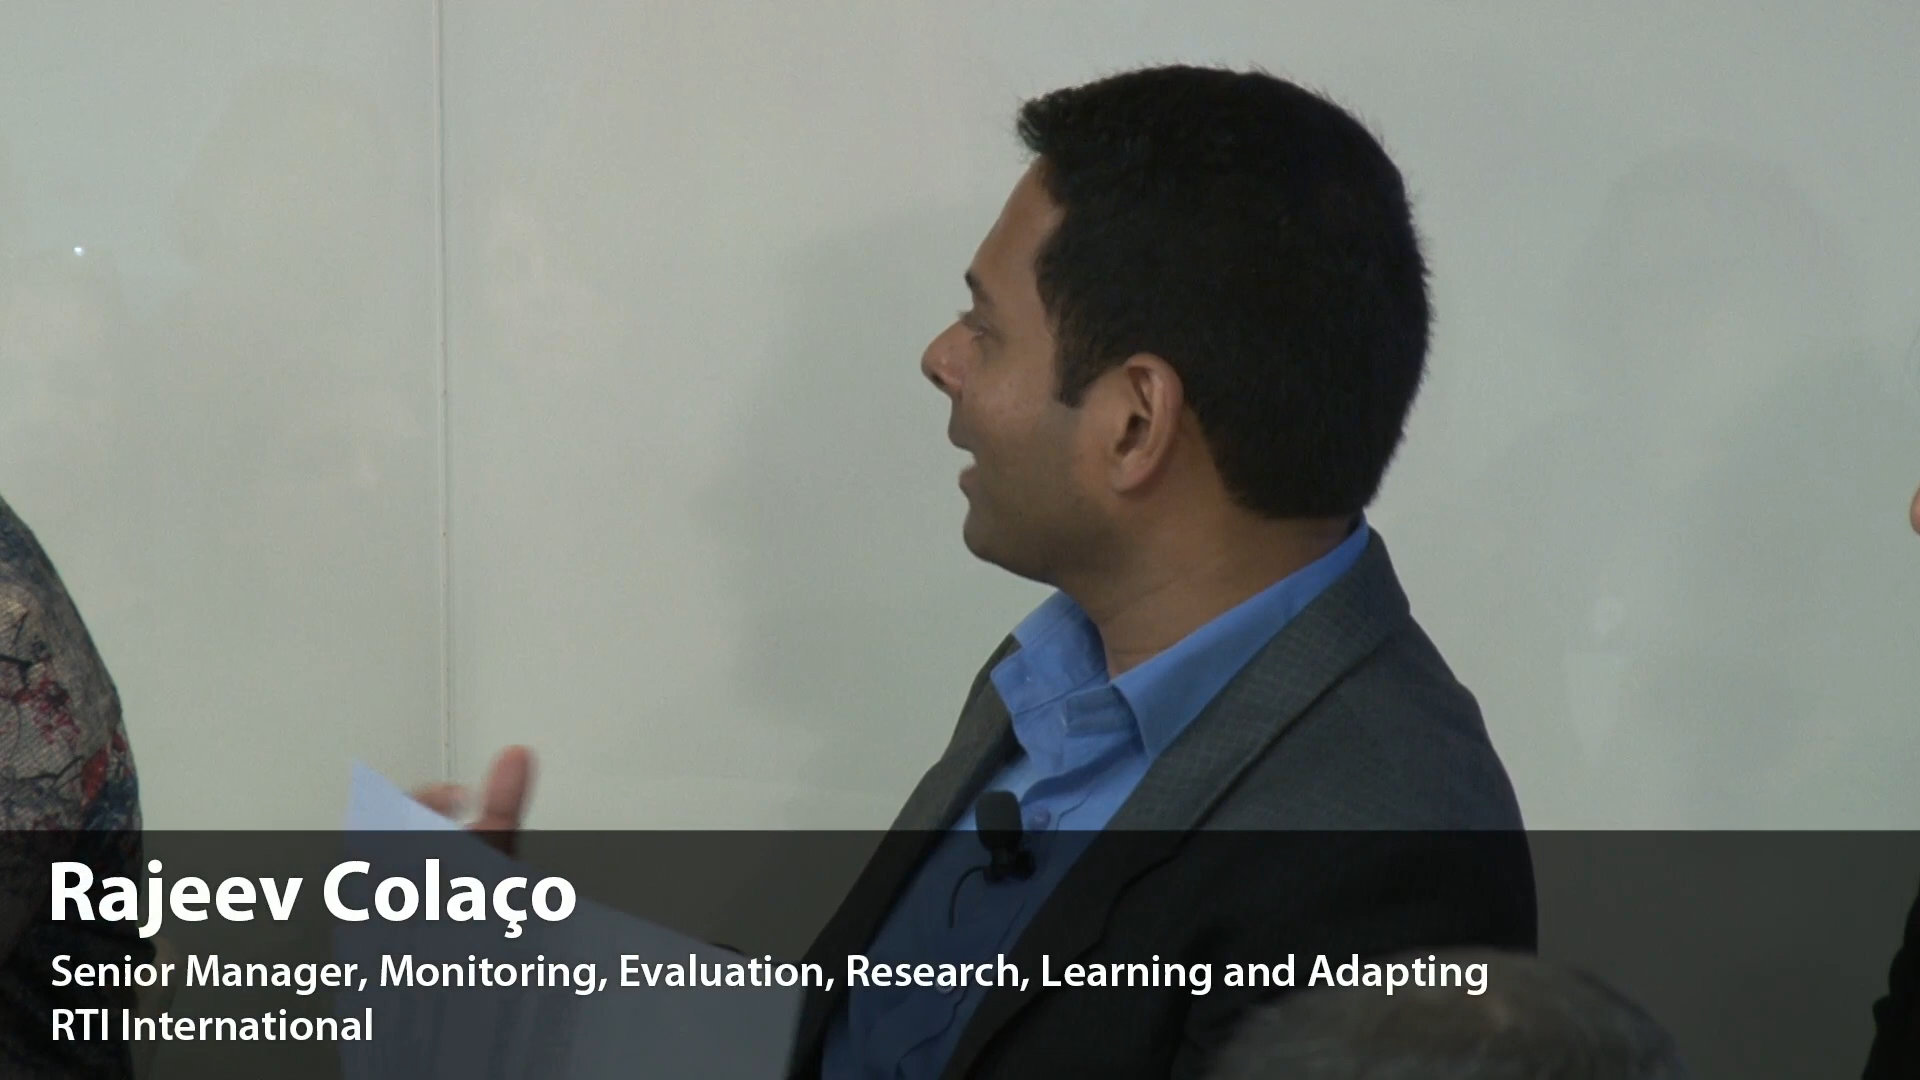 Rajeev Colaço
Senior Manager, Monitoring, Evaluation, Research, Learning and Adapting
RTI International